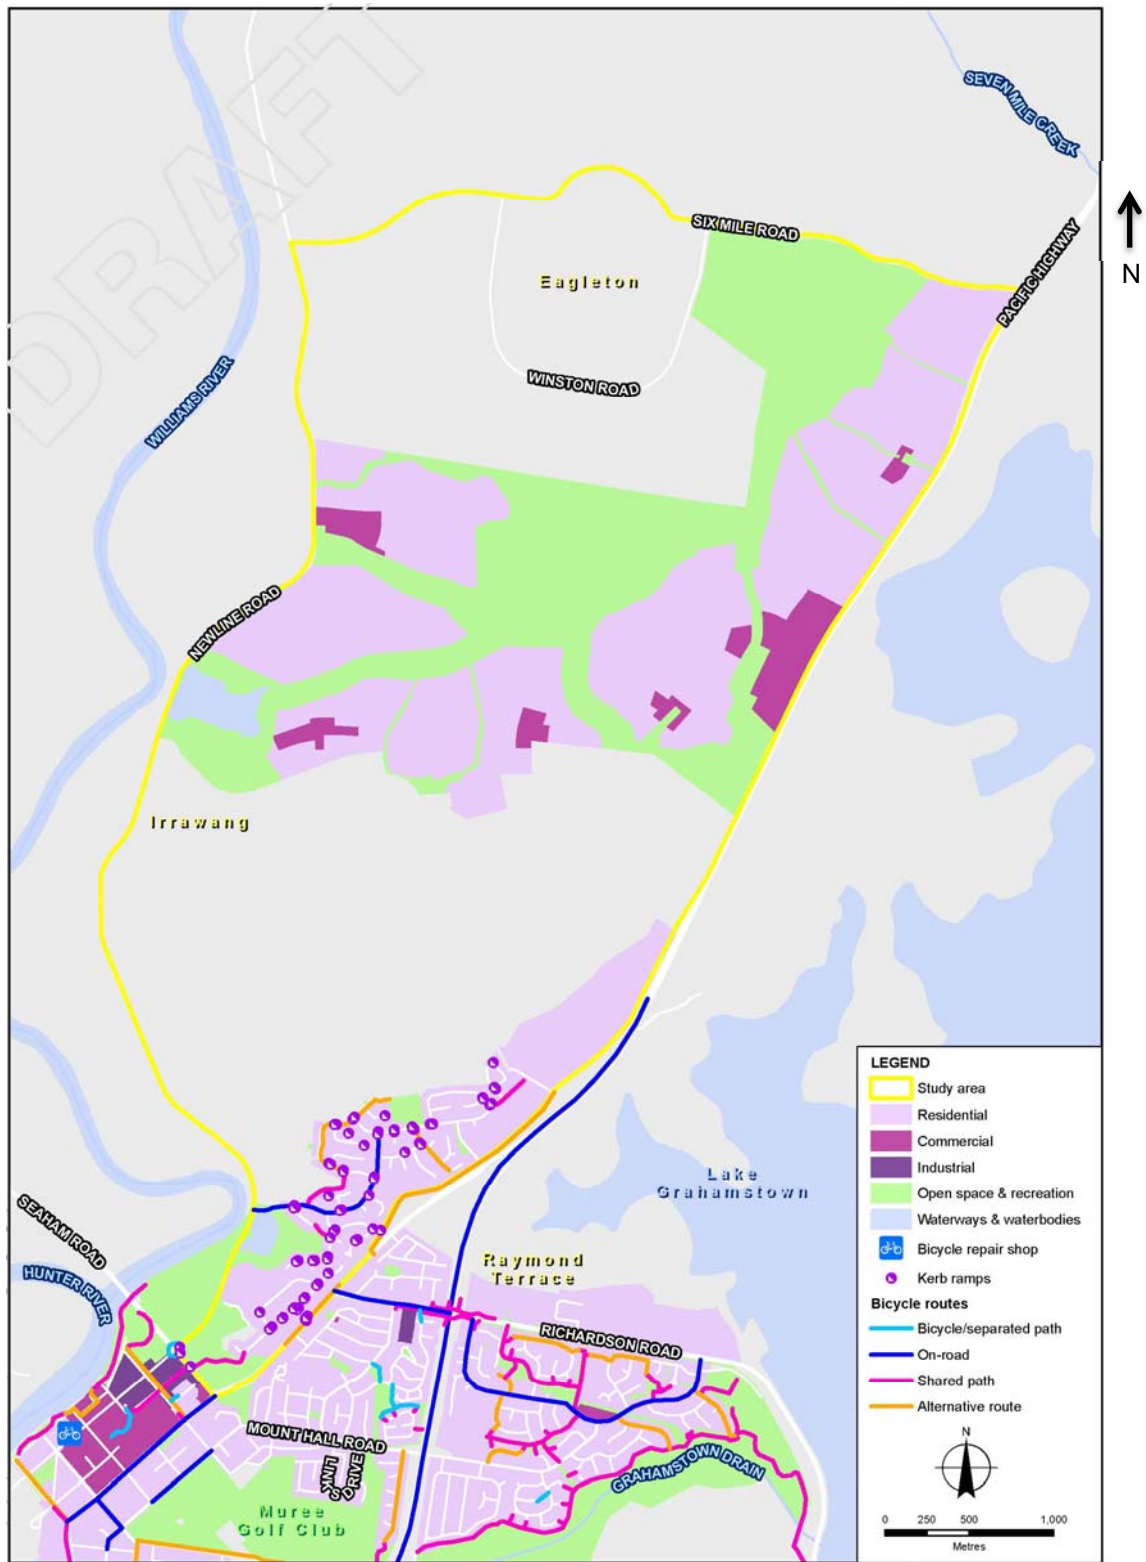 DRAFT
SEVEN MILE CREEK
N
SIX MILE ROAD
PACIFIC HIGHWAY
Eagleton
WINSTON ROAD
WILLIAMS RIVER
NEWLINE ROAD
Irrawang
LEGEND
Study area
Residential
Commercial
Industrial
Open space & recreation
Waterways & waterbodies
Bicycle repair shop
Kerb ramps
Bicycle routes
Bicycle/separated path
On-road
Shared path
Alternative route
N
0 250 500 1,000
Metres
Lake
Grahamstown
SEAHAM ROAD
HUNTER RIVER
Raymond
Terrace
RICHARDSON ROAD
MOUNT HALL ROAD
LINKS DRIVE
GRAHAMSTOWN DRAIN
Muree
Golf Club